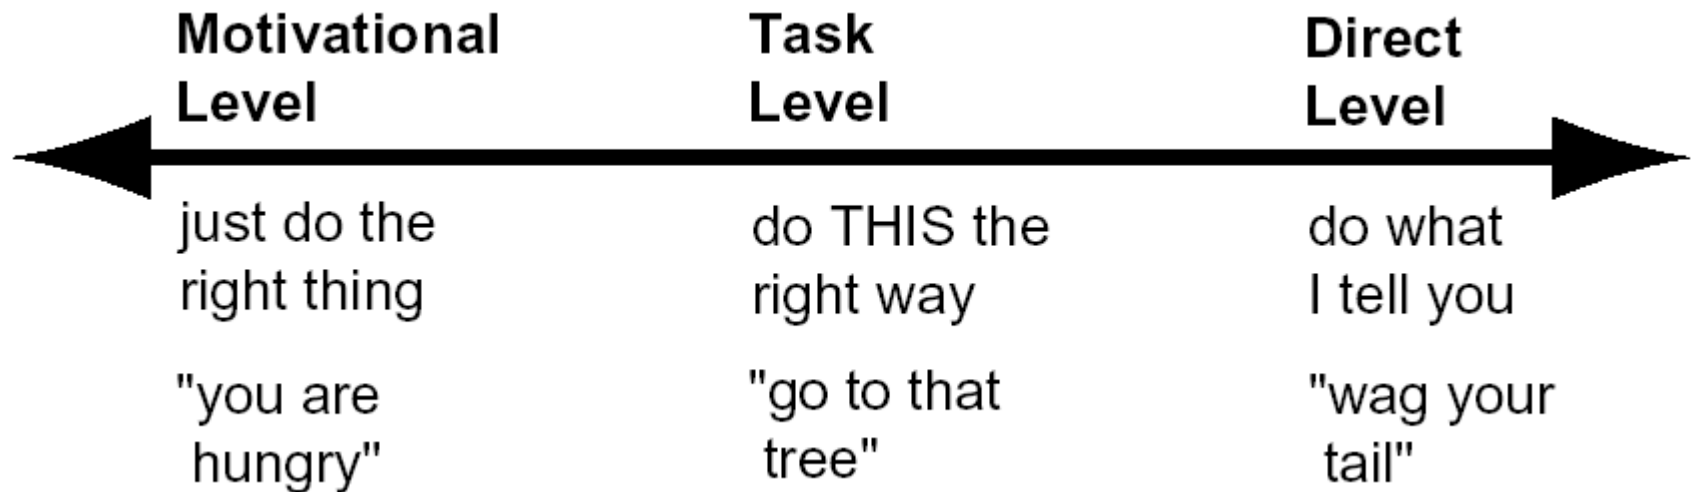 Motivational
Level
Task
Level
Direct
Level
just do the
right thing
do THIS the
right way
do what
I tell you
"you are
hungry"
"go to that
tree"
"wag your
tail"